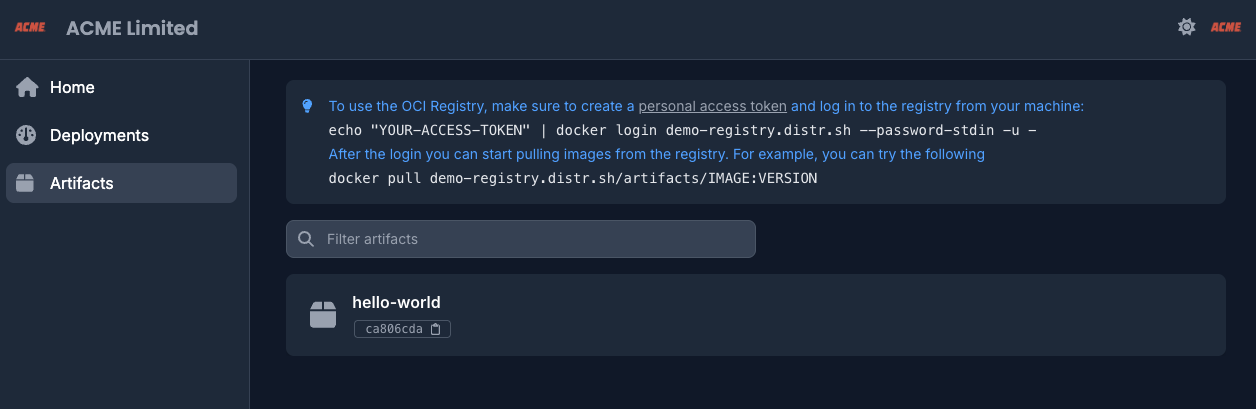 ACME ACME Limited ACME
Home
Deployments
Artifacts
To use the OCI Registry, make sure to create a personal access token and log in to the registry from your machine:
echo "YOUR-ACCESS-TOKEN" | docker login demo-registry.distr.sh --password-stdin -u -
After the login you can start pulling images from the registry. For example, you can try the following
docker pull demo-registry.distr.sh/artifacts/IMAGE:VERSION
Filter artifacts
hello-world
ca806cda